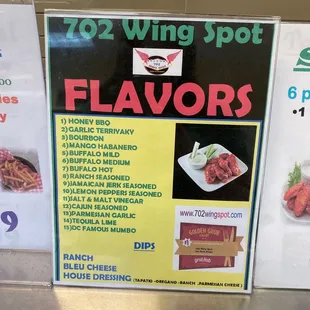 702 Wing Spot
FLAVORS
1) HONEY BBQ
2)GARLIC TERRIYAKY
3)BOURBON
4)MANGO HABANERO
5)BUFFALO MILD
6)BUFFALO MEDIUM
7)BUFALO HOT
8)RANCH SEASONED
9)JAMAICAN JERK SEASONED
10)LEMON PEPPERS SEASONED
11)SALT & MALT VINEGAR
12)CAJUN SEASONED
13)PARMESIAN GARLIC
14)TEQUILA LIME
15)DC FAMOUS MUMBO
www.702wingspot.com
DIPS
RANCH
BLEU CHEESE
HOUSE DRESSING (TAPATIO -OREGANO -RANCH
9
6 p